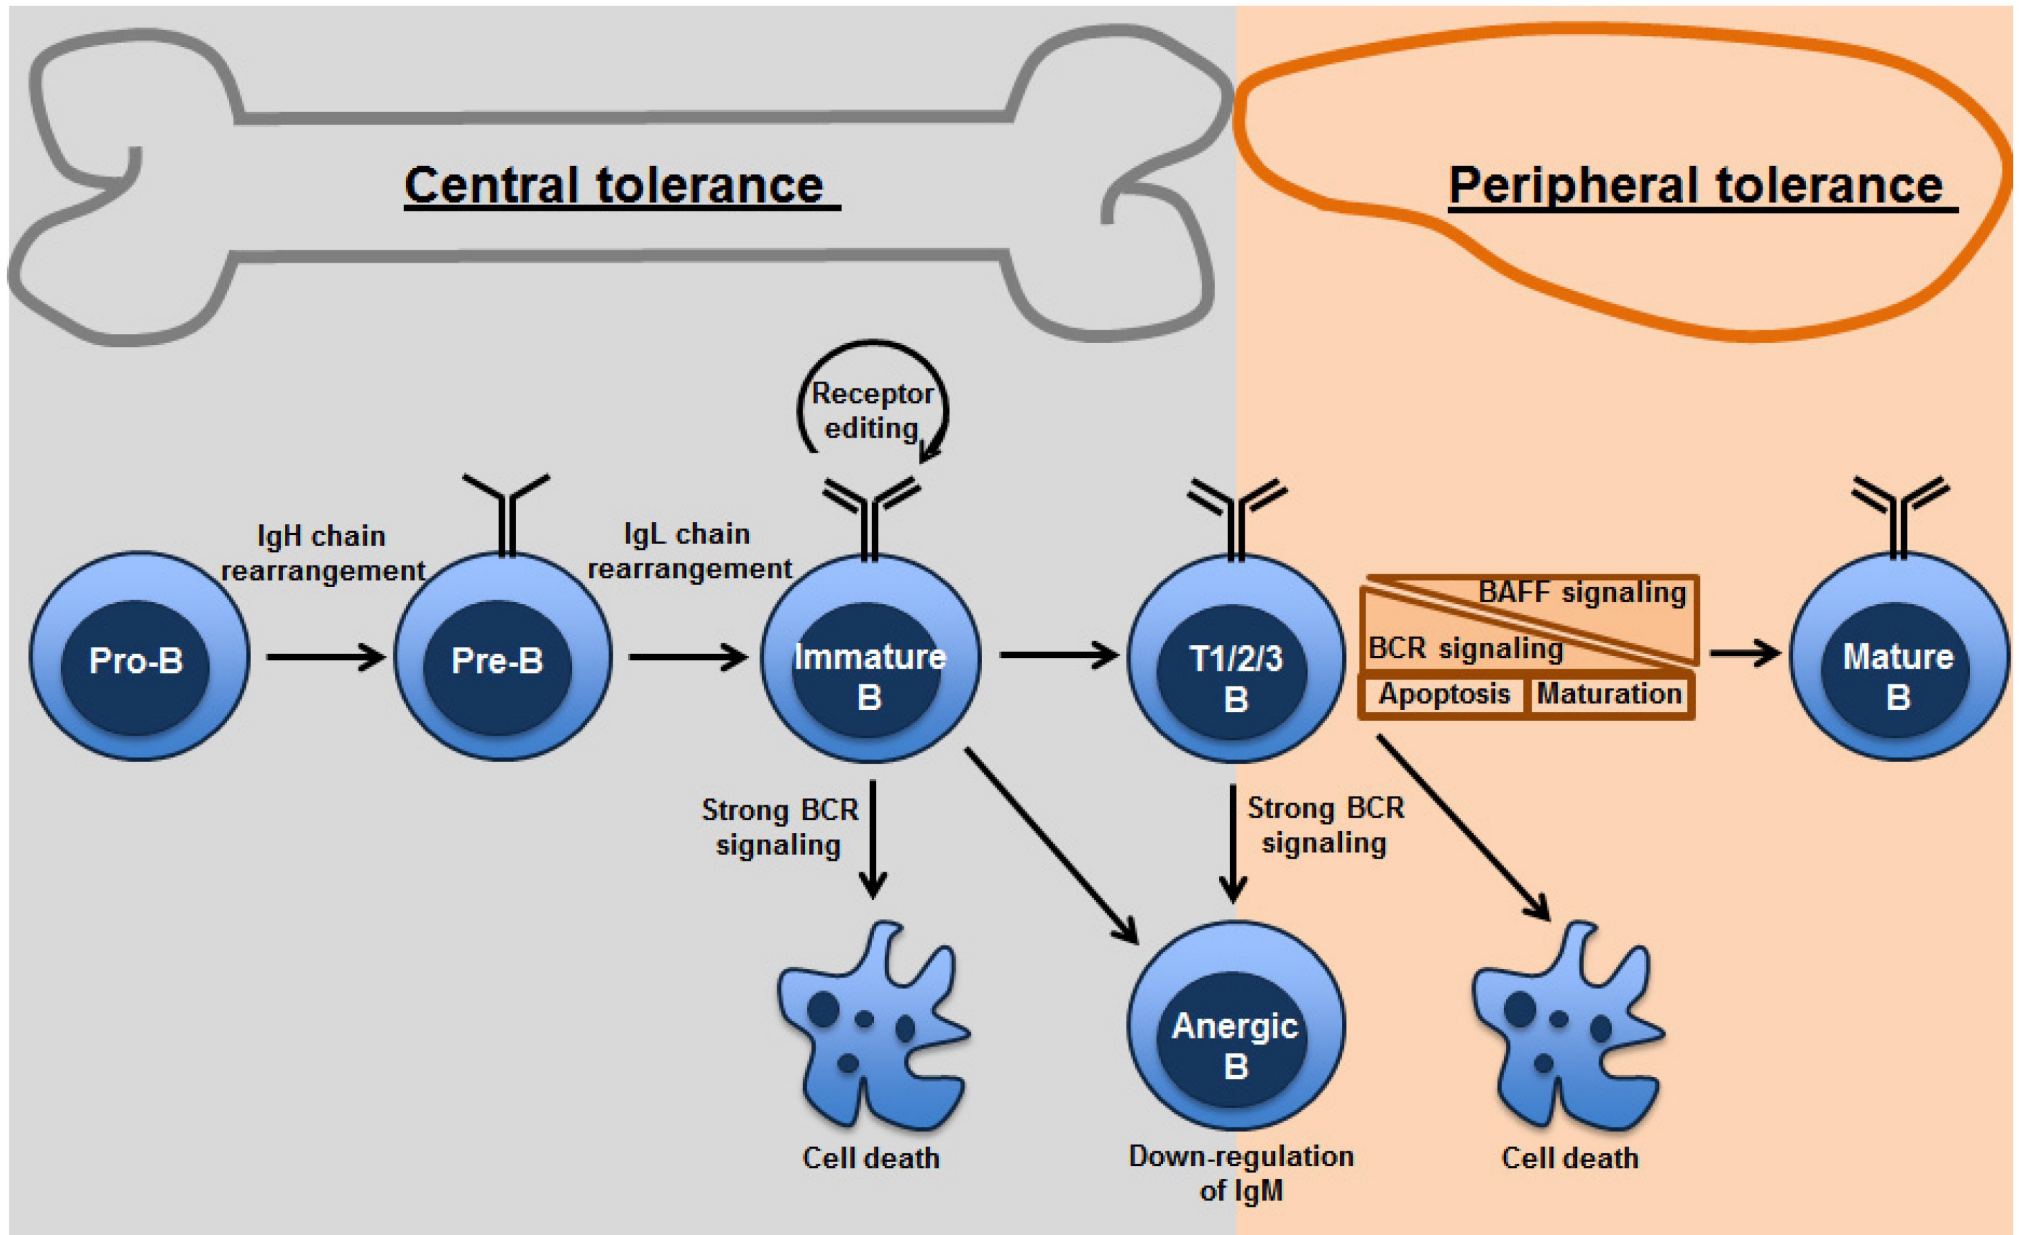 Central tolerance
Peripheral tolerance
Receptor
editing
IgH chain
rearrangement
IgL chain
rearrangement
BAFF signaling
BCR signaling
Apoptosis
Maturation
Pro-B
Pre-B
Immature
B
T1/2/3
B
Mature
B
Strong BCR
signaling
Strong BCR
signaling
Anergic
B
Cell death
Down-regulation
of IgM
Cell death